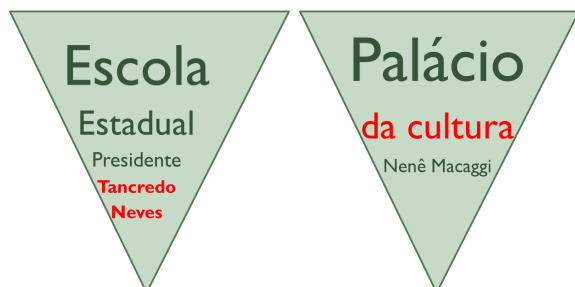 Escola
Estadual
Presidente
Tancredo
Neves
Palácio
da cultura
Nenê Macaggi